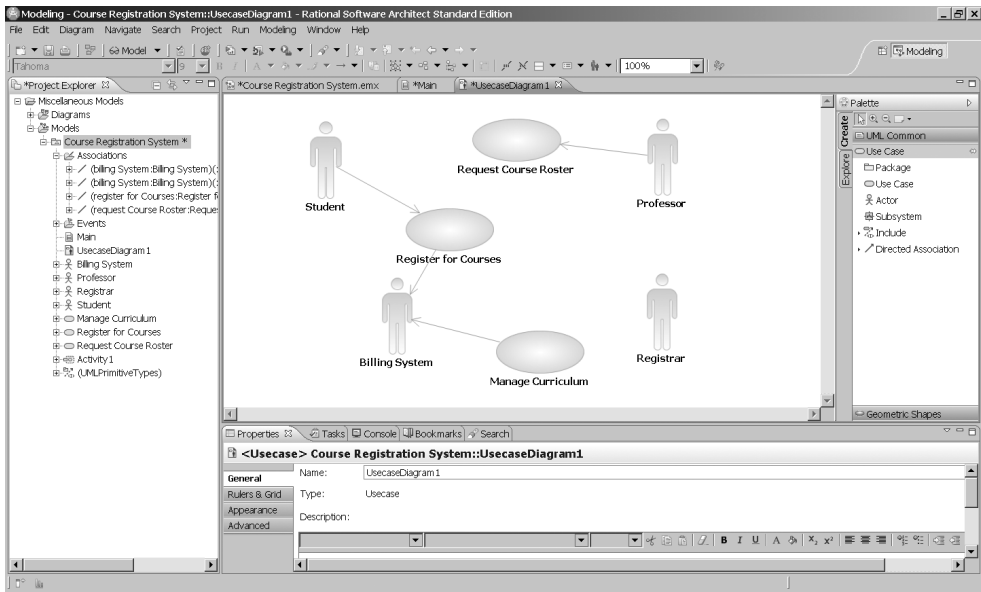 Modeling - Course Registration System::UsecaseDiagram1 - Rational Software Architect Standard Edition
File Edit Diagram Navigate Search Project Run Modeling Window Help
Model
Modeling
Tahoma 9 B I A 100%
*Project Explorer
*Course Registration System.emx *Main *UsecaseDiagram1
Miscellaneous Models
Diagrams
Models
Course Registration System *
Associations
(billing System:Billing System)(:
(billing System:Billing System)(:
(register for Courses:Register f
(request Course Roster:Reque
Events
Main
UsecaseDiagram1
Billing System
Professor
Registrar
Student
Manage Curriculum
Register for Courses
Request Course Roster
Activity1
(UMLPrimitiveTypes)
Student
Request Course Roster
Professor
Register for Courses
Billing System
Manage Curriculum
Registrar
Palette
Create
Explore
UML Common
Use Case
Package
Use Case
Actor
Subsystem
Include
Directed Association
Geometric Shapes
Properties Tasks Console Bookmarks Search
<Usecase> Course Registration System::UsecaseDiagram1
General
Rulers & Grid
Appearance
Advanced
Name: UsecaseDiagram1
Type: Usecase
Description:
B I U A X2 X2